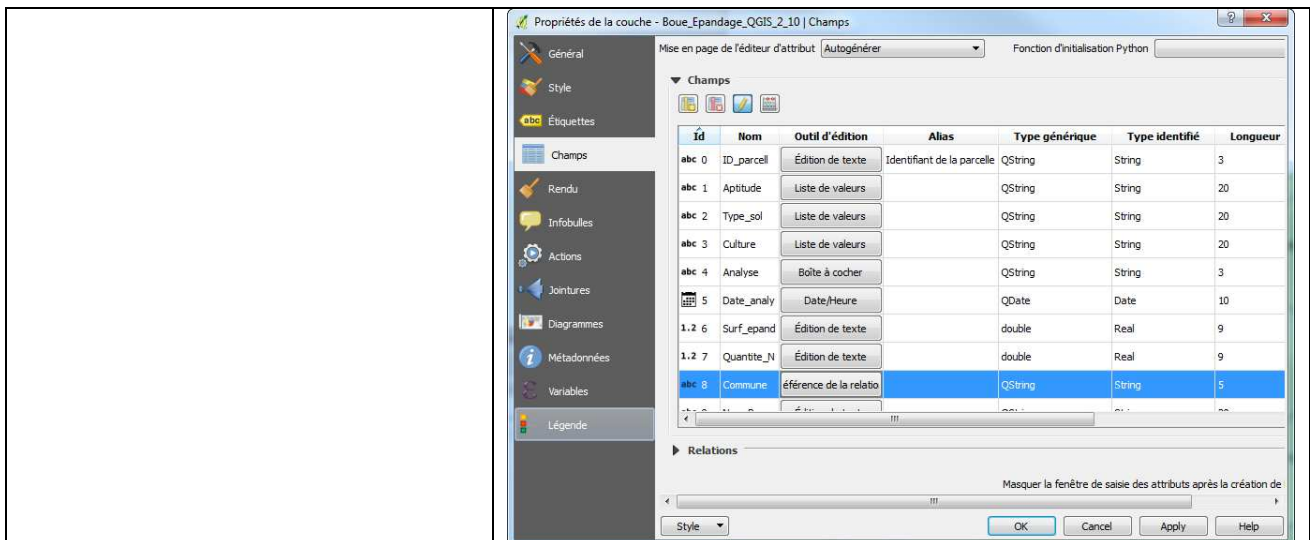 Propriétés de la couche - Boue_Epandage_QGIS_2_10 | Champs
Général
Style
Étiquettes
Champs
Rendu
Infobulles
Actions
Jointures
Diagrammes
Métadonnées
Variables
Légende
Mise en page de l'éditeur d'attribut Autogénérer Fonction d'initialisation Python
Champs
Id Nom Outil d'édition Alias Type générique Type identifié Longueur
abc 0 ID_parcell Édition de texte Identifiant de la parcelle QString String 3
abc 1 Aptitude Liste de valeurs QString String 20
abc 2 Type_sol Liste de valeurs QString String 20
abc 3 Culture Liste de valeurs QString String 20
abc 4 Analyse Boîte à cocher QString String 3
5 Date_analy Date/Heure QDate Date 10
1.2 6 Surf_epand Édition de texte double Real 9
1.2 7 Quantite_N Édition de texte double Real 9
abc 8 Commune éférence de la relatio QString String 5
Relations
Masquer la fenêtre de saisie des attributs après la création de
Style OK Cancel Apply Help